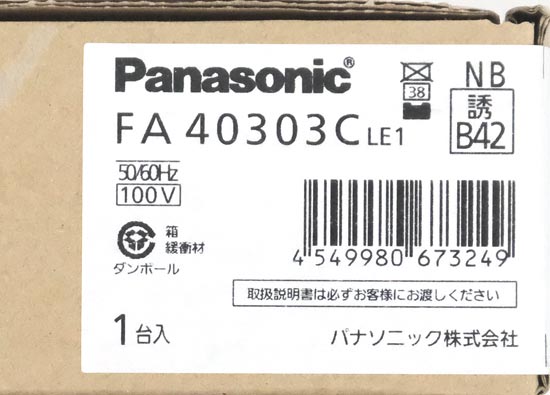 Panasonic®
38
NB
誘
B42
FA40303C LE1
50/60Hz
100V
箱
緩衝材
ダンボール
4 549980 673249
取扱説明書は必ずお客様にお渡しください
1台入
パナソニック株式会社